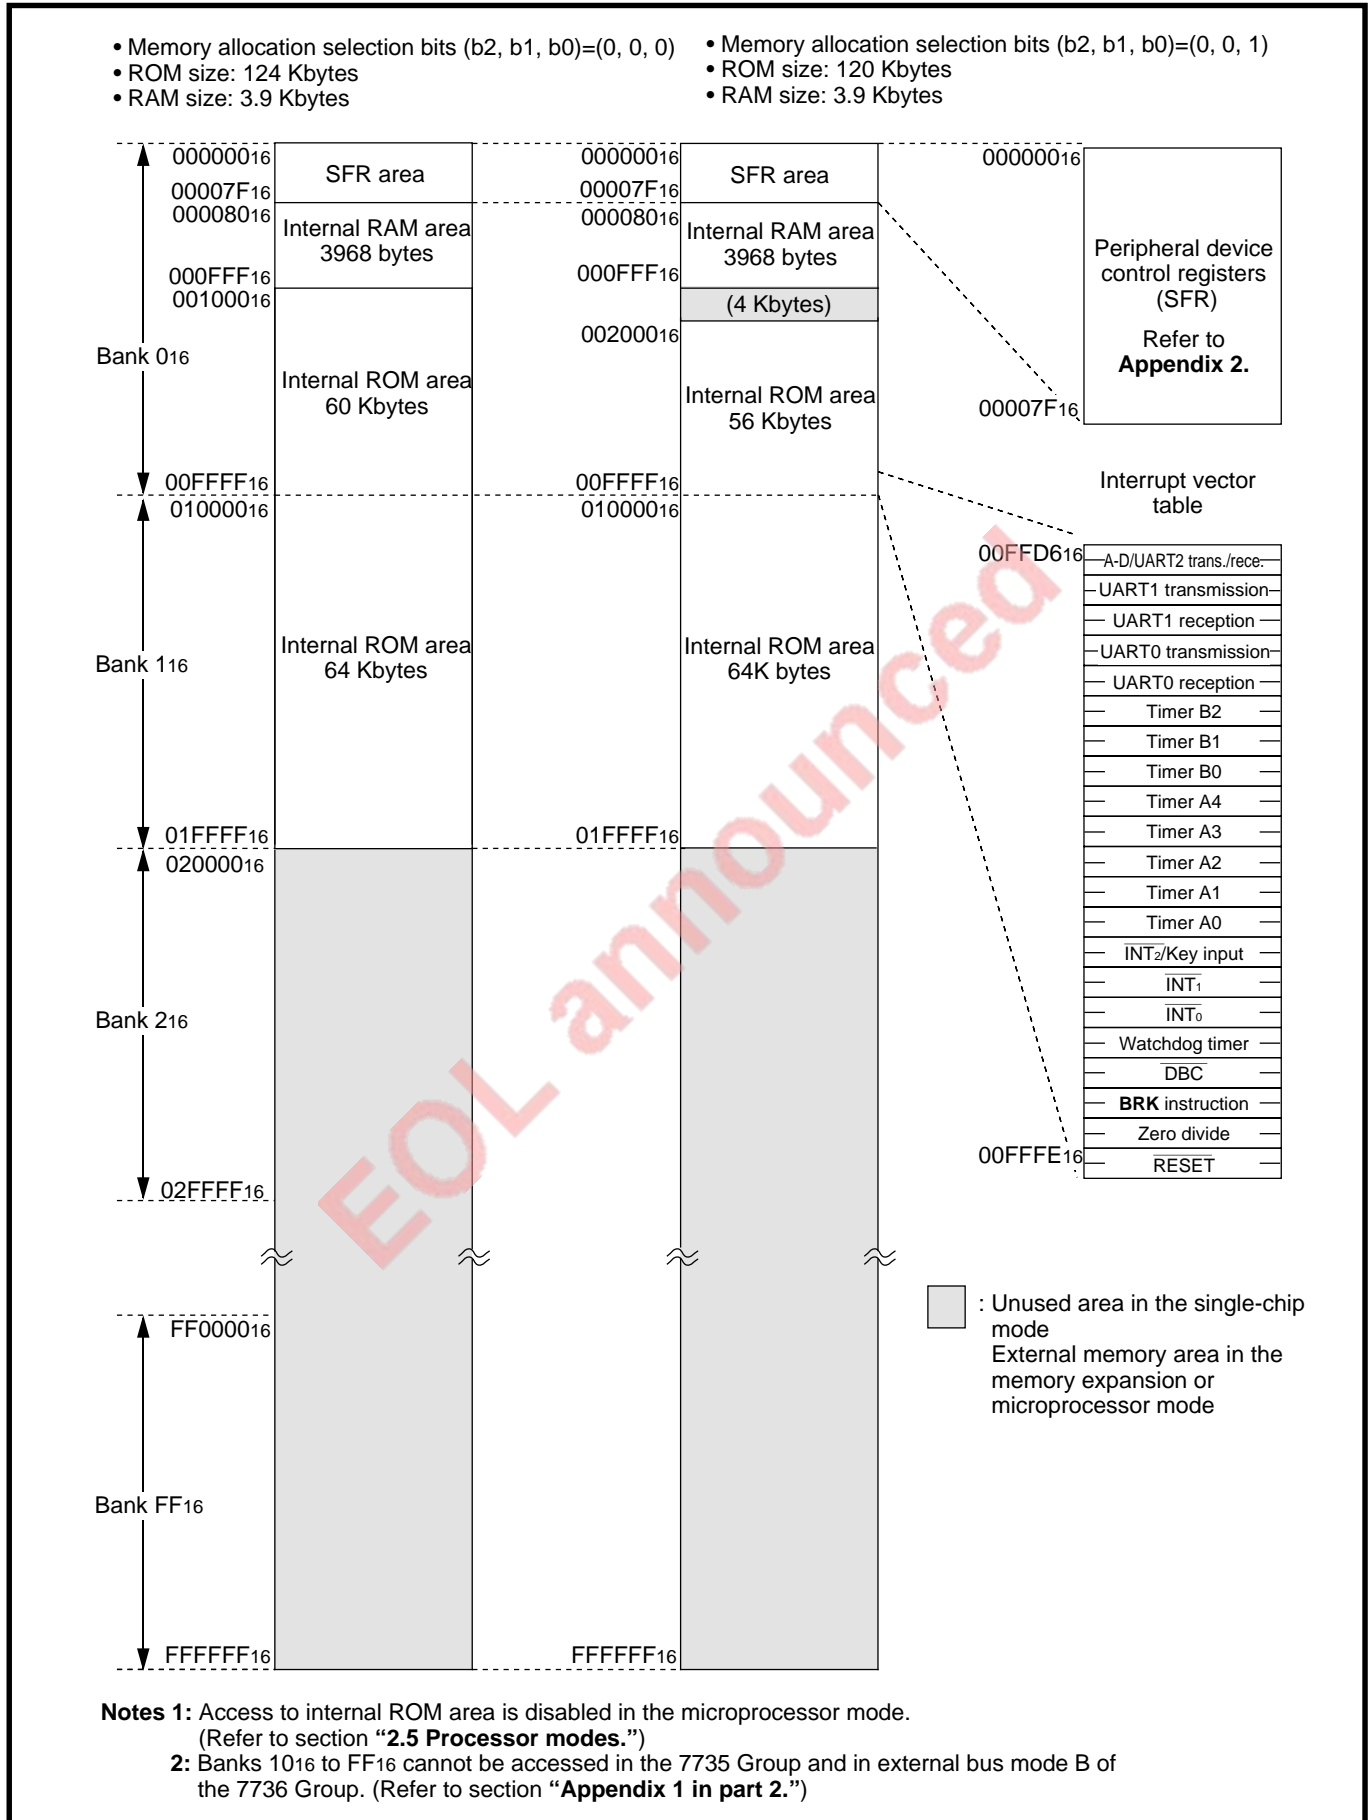 • Memory allocation selection bits (b2, b1, b0)=(0, 0, 0)
• ROM size: 124 Kbytes
• RAM size: 3.9 Kbytes
• Memory allocation selection bits (b2, b1, b0)=(0, 0, 1)
• ROM size: 120 Kbytes
• RAM size: 3.9 Kbytes
00000016
00007F16
00008016
000FFF16
00100016
00FFFF16
01000016
01FFFF16
02000016
02FFFF16
FF000016
FFFFFF16
Bank 016
Bank 116
Bank 216
Bank FF16
SFR area
Internal RAM area
3968 bytes
Internal ROM area
60 Kbytes
Internal ROM area
64 Kbytes
00000016
00007F16
00008016
000FFF16
00200016
00FFFF16
01000016
01FFFF16
FFFFFF16
SFR area
Internal RAM area
3968 bytes
(4 Kbytes)
Internal ROM area
56 Kbytes
Internal ROM area
64K bytes
00000016
Peripheral device
control registers
(SFR)
Refer to
Appendix 2.
00007F16
Interrupt vector
table
00FFD616
A-D/UART2 trans./rece.
UART1 transmission
UART1 reception
UART0 transmission
UART0 reception
Timer B2
Timer B1
Timer B0
Timer A4
Timer A3
Timer A2
Timer A1
Timer A0
INT2/Key input
INT1
INT0
Watchdog timer
DBC
BRK instruction
Zero divide
00FFFE16
RESET
: Unused area in the single-chip
mode
External memory area in the
memory expansion or
microprocessor mode
EOL announced
Notes 1: Access to internal ROM area is disabled in the microprocessor mode.
(Refer to section “2.5 Processor modes.”)
2: Banks 1016 to FF16 cannot be accessed in the 7735 Group and in external bus mode B of
the 7736 Group. (Refer to section “Appendix 1 in part 2.”)